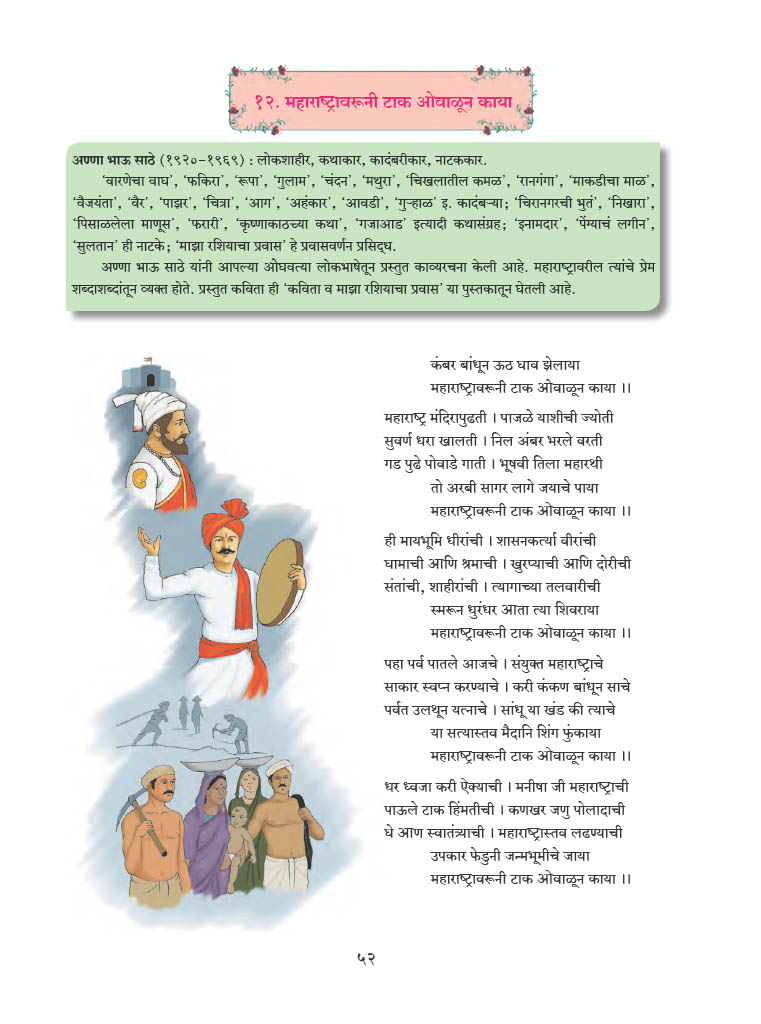 १२. महाराष्ट्रावरूनी टाक ओवाळून काया
अण्णा भाऊ साठे (१९२०-१९६९) : लोकशाहीर, कथाकार, कादंबरीकार, नाटककार.
‘वारणेचा वाघ’, ‘फकिरा’, ‘रूपा’, ‘गुलाम’, ‘चंदन’, ‘मथुरा’, ‘चिखलातील कमळ’, ‘रानगंगा’, ‘माकडीचा माळ’,
‘वैजयंता’, ‘वैर’, ‘पाझर’, ‘चित्रा’, ‘आग’, ‘अहंकार’, ‘आवडी’, ‘गुऱ्हाळ’ इ. कादंबऱ्या; ‘चिरानगरची भुतं’, ‘निखारा’,
‘पिसाळलेला माणूस’, ‘फरारी’, ‘कृष्णाकाठच्या कथा’, ‘गजाआड’ इत्यादी कथासंग्रह; ‘इनामदार’, ‘पेंग्याचं लगीन’,
‘सुलतान’ ही नाटके; ‘माझा रशियाचा प्रवास’ हे प्रवासवर्णन प्रसिद्ध.
अण्णा भाऊ साठे यांनी आपल्या ओघवत्या लोकभाषेतून प्रस्तुत काव्यरचना केली आहे. महाराष्ट्रावरील त्यांचे प्रेम
शब्दाशब्दांतून व्यक्त होते. प्रस्तुत कविता ही ‘कविता व माझा रशियाचा प्रवास’ या पुस्तकातून घेतली आहे.
कंबर बांधून ऊठ घाव झेलाया
महाराष्ट्रावरूनी टाक ओवाळून काया ।।
महाराष्ट्र मंदिरापुढती । पाजळे याशीची ज्योती
सुवर्ण धरा खालती । निल अंबर भरले वरती
गड पुढे पोवाडे गाती । भूषवी तिला महारथी
तो अरबी सागर लागे जयाचे पाया
महाराष्ट्रावरूनी टाक ओवाळून काया ।।
ही मायभूमि धीरांची । शासनकर्त्या वीरांची
घामाची आणि श्रमाची । खुरप्याची आणि दोरीची
संतांची, शाहीरांची । त्यागाच्या तलवारीची
स्मरून धुरंधर आता त्या शिवराया
महाराष्ट्रावरूनी टाक ओवाळून काया ।।
पहा पर्व पातले आजचे । संयुक्त महाराष्ट्राचे
साकार स्वप्न करण्याचे । करी कंकण बांधून साचे
पर्वत उलथून यत्नाचे । सांधू या खंड की त्याचे
या सत्यास्तव मैदानि शिंग फुंकाया
महाराष्ट्रावरूनी टाक ओवाळून काया ।।
धर ध्वजा करी ऐक्याची । मनीषा जी महाराष्ट्राची
पाऊले टाक हिंमतीची । कणखर जणु पोलादाची
घे आण स्वातंत्र्याची । महाराष्ट्रास्तव लढण्याची
उपकार फेडुनी जन्मभूमीचे जाया
महाराष्ट्रावरूनी टाक ओवाळून काया ।।
५२